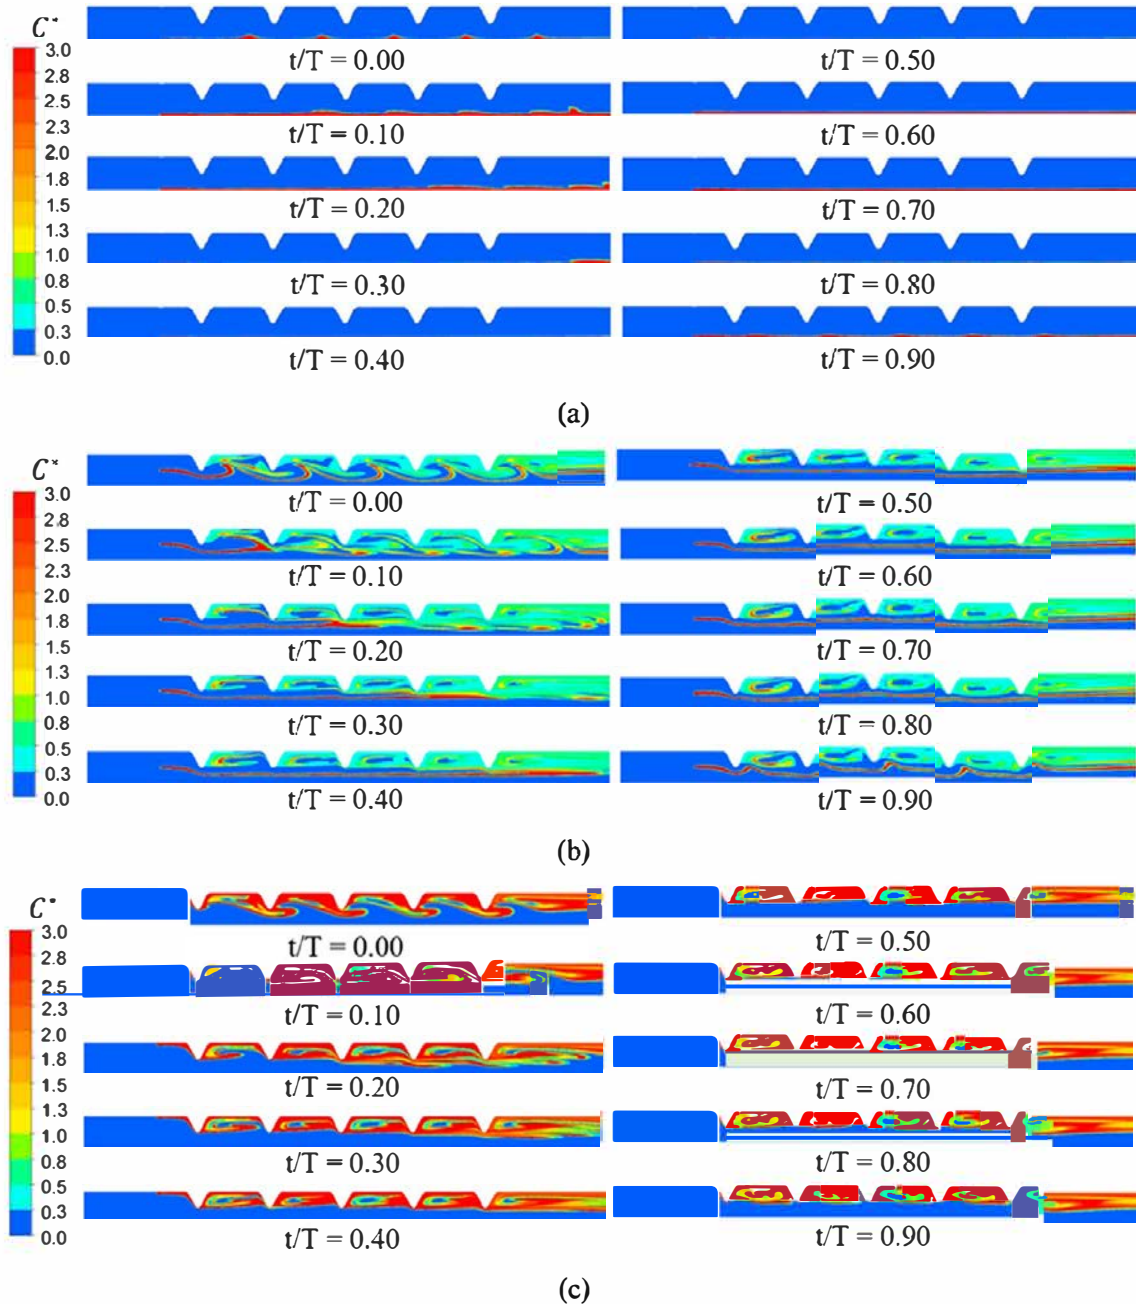 C*
3.0
2.8
2.5
2.3
2.0
1.8
1.5
1.3
1.0
0.8
0.5
0.3
0.0
t/T = 0.00
t/T = 0.50
t/T = 0.10
t/T = 0.60
t/T = 0.20
t/T = 0.70
t/T = 0.30
t/T = 0.80
t/T = 0.40
t/T = 0.90
(a)
C*
3.0
2.8
2.5
2.3
2.0
1.8
1.5
1.3
1.0
0.8
0.5
0.3
0.0
t/T = 0.00
t/T = 0.50
t/T = 0.10
t/T = 0.60
t/T = 0.20
t/T = 0.70
t/T = 0.30
t/T = 0.80
t/T = 0.40
t/T = 0.90
(b)
C*
3.0
2.8
2.5
2.3
2.0
1.8
1.5
1.3
1.0
0.8
0.5
0.3
0.0
t/T = 0.00
t/T = 0.50
t/T = 0.10
t/T = 0.60
t/T = 0.20
t/T = 0.70
t/T = 0.30
t/T = 0.80
t/T = 0.40
t/T = 0.90
(c)